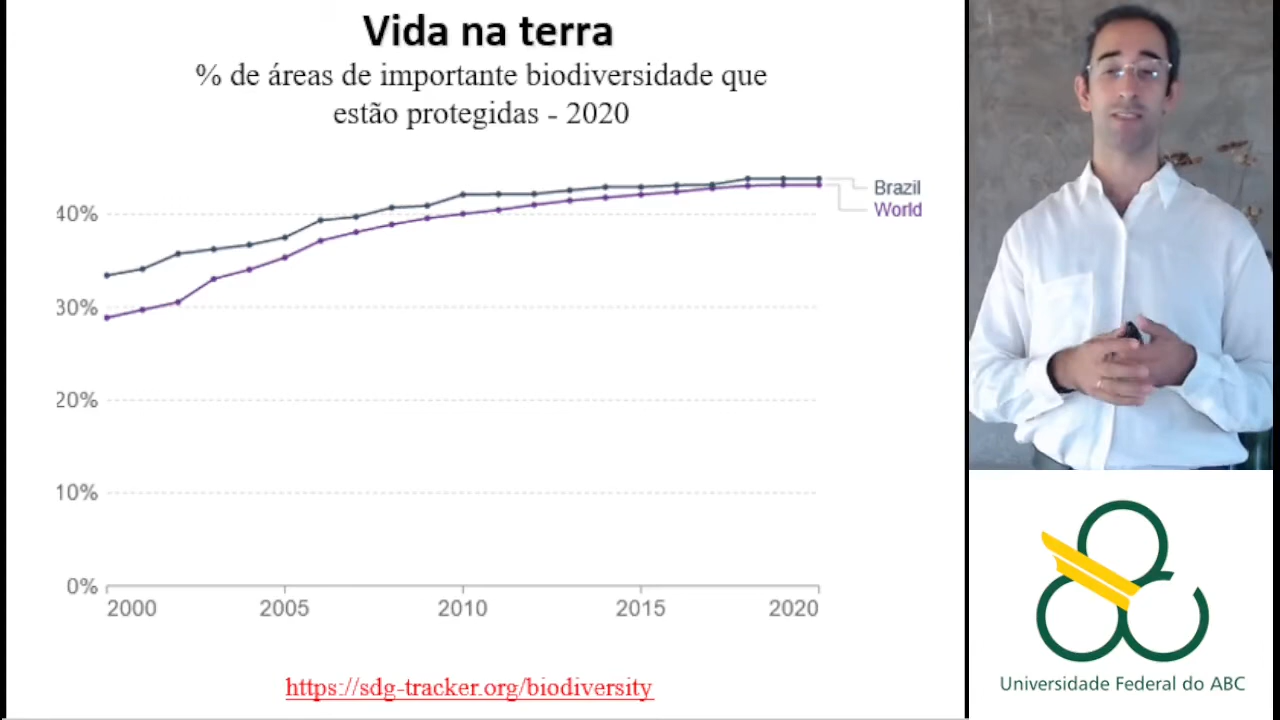 Vida na terra
% de áreas de importante biodiversidade que
estão protegidas - 2020
Brazil
World
40%
30%
20%
10%
0%
2000 2005 2010 2015 2020
https://sdg-tracker.org/biodiversity
Universidade Federal do ABC